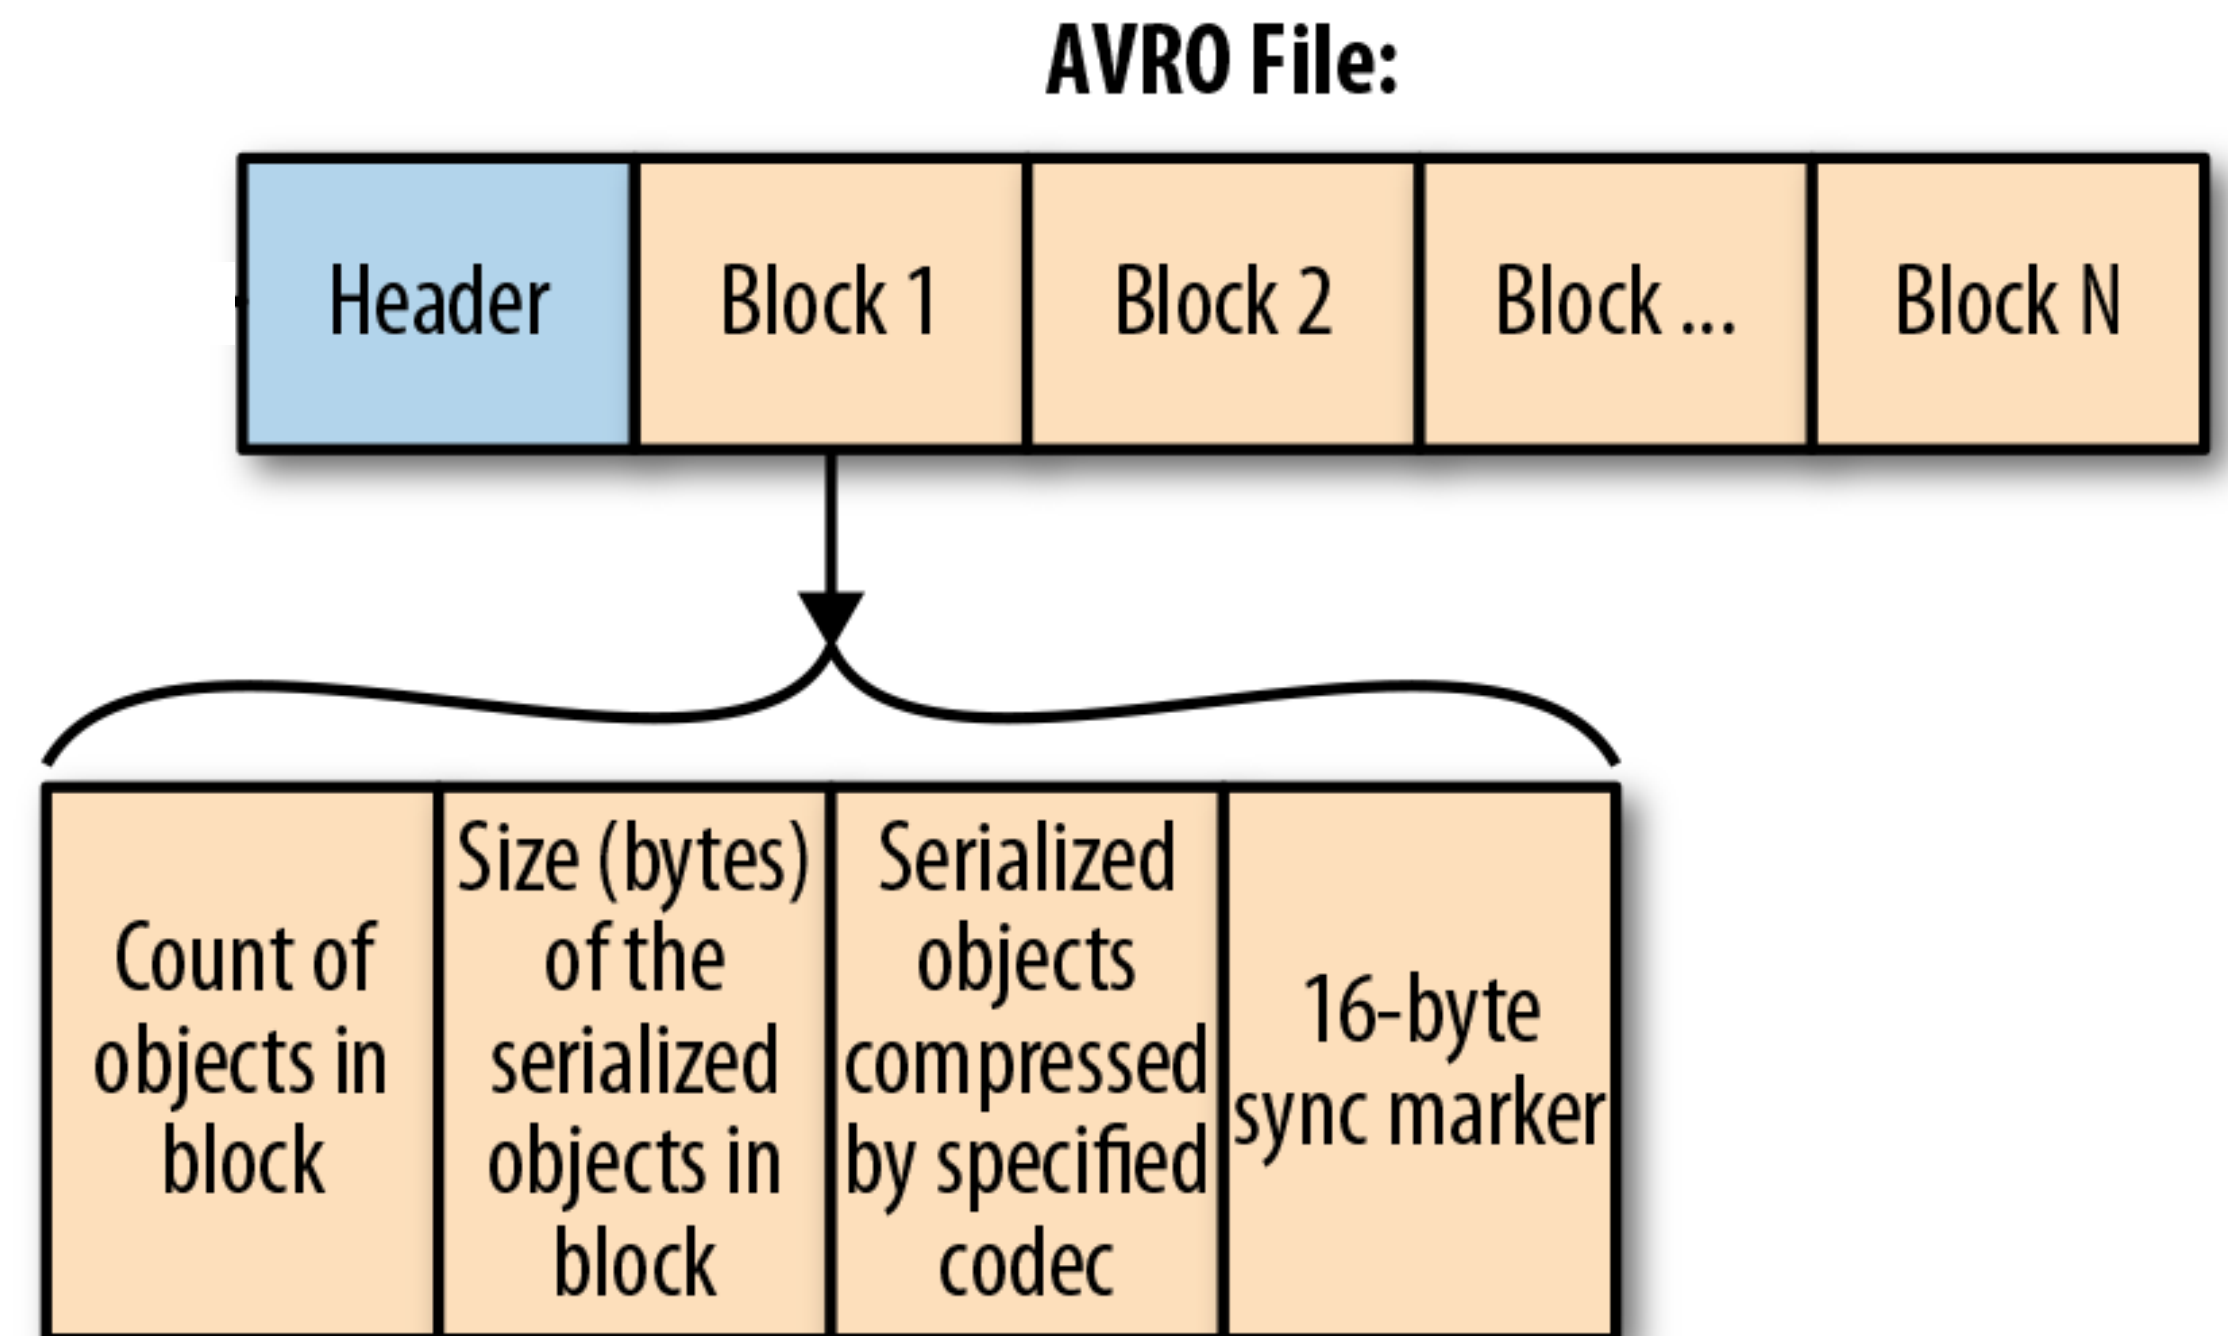 AVRO File:
Header
Block 1
Block 2
Block ...
Block N
Count of
objects in
block
Size (bytes)
of the
serialized
objects in
block
Serialized
objects
compressed
by specified
codec
16-byte
sync marker